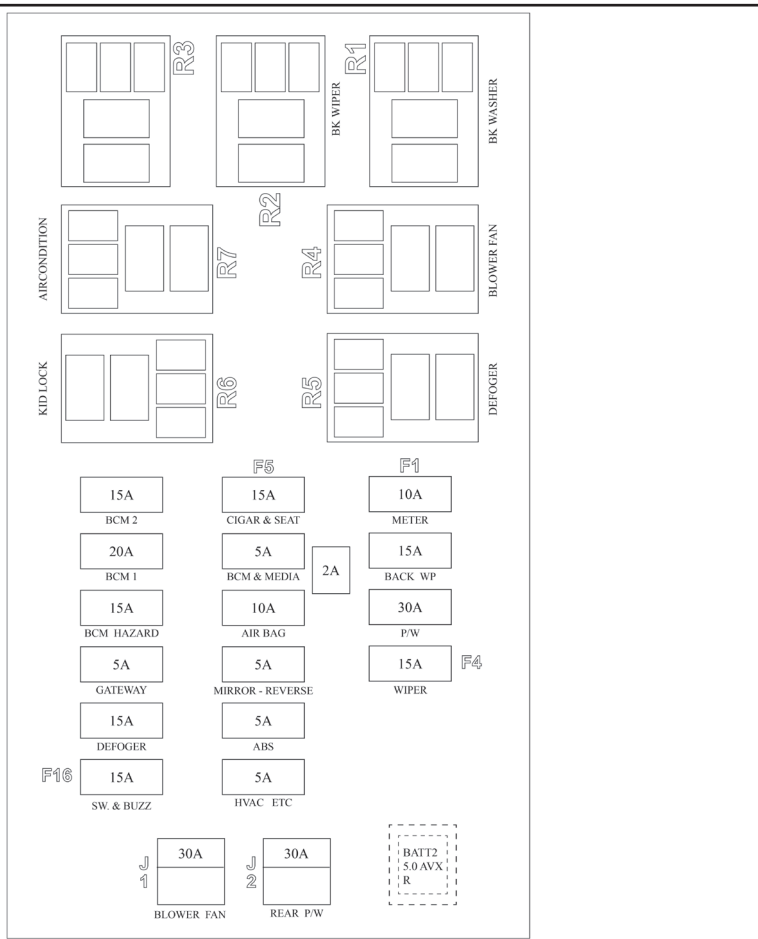 R3
R2
BK WIPER
R1
BK WASHER
AIRCONDITION
R7
R4
BLOWER FAN
KID LOCK
R6
R5
DEFOGER
F5
F1
15A
BCM 2
15A
CIGAR & SEAT
10A
METER
20A
BCM 1
5A
BCM & MEDIA
2A
15A
BACK WP
15A
BCM HAZARD
10A
AIR BAG
30A
P/W
5A
GATEWAY
5A
MIRROR - REVERSE
15A
WIPER
F4
15A
DEFOGER
5A
ABS
F16
15A
SW. & BUZZ
5A
HVAC ETC
J1
30A
BLOWER FAN
J2
30A
REAR P/W
BATT2
5.0 AVX
R